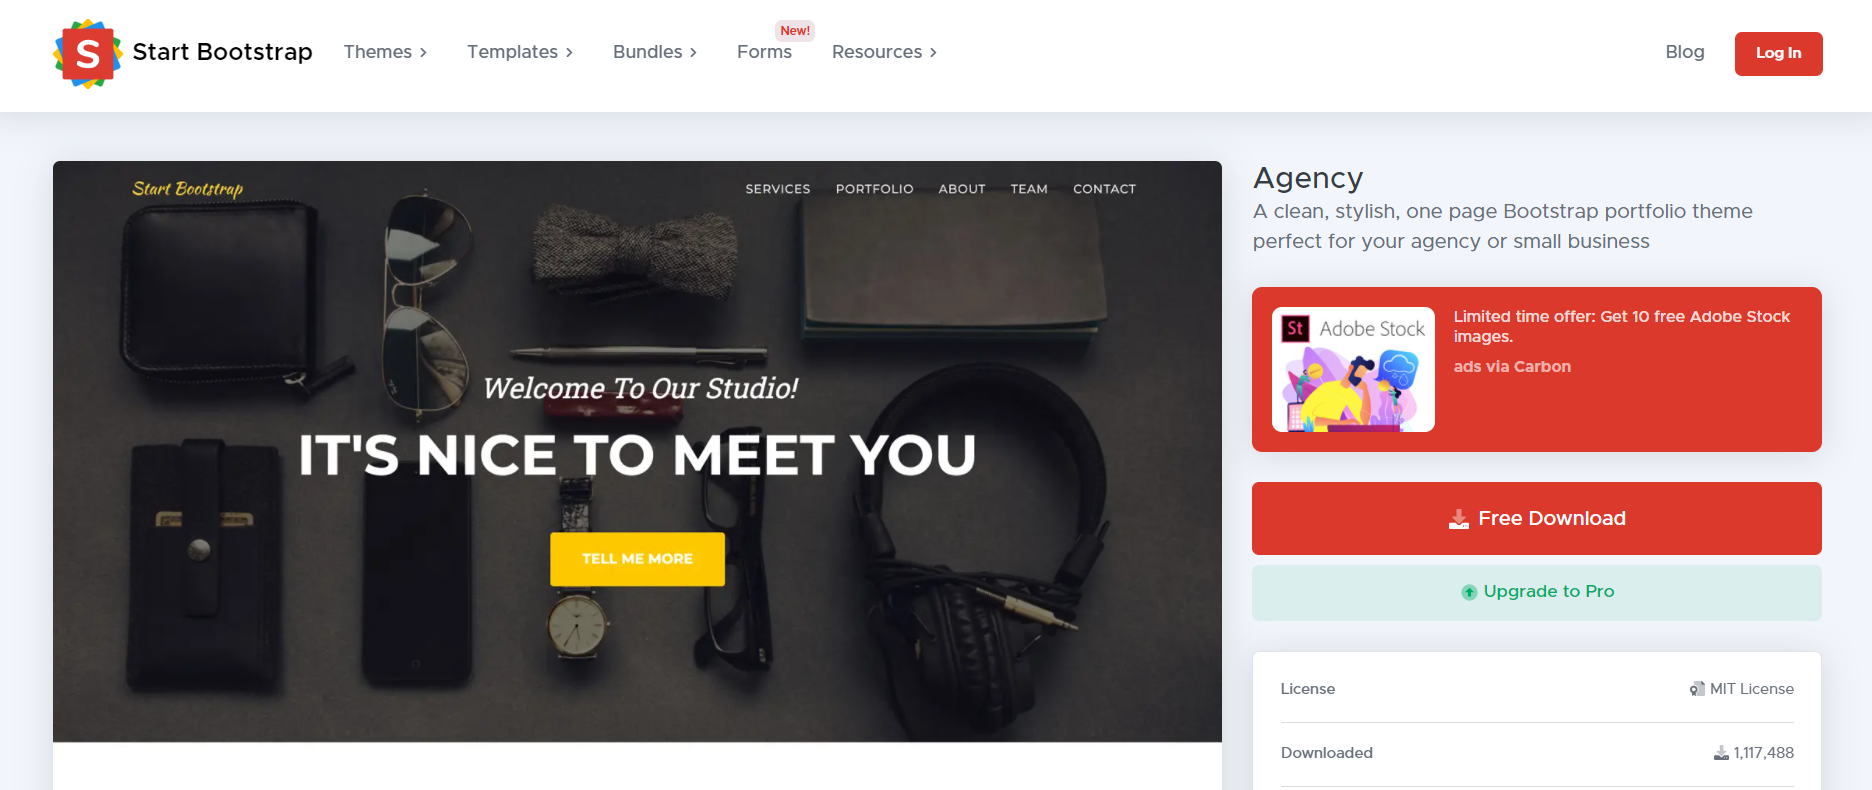 S Start Bootstrap
Themes
Templates
Bundles
Forms
New!
Resources
Blog
Log In
Start Bootstrap
SERVICES PORTFOLIO ABOUT TEAM CONTACT
Welcome To Our Studio!
IT'S NICE TO MEET YOU
TELL ME MORE
Agency
A clean, stylish, one page Bootstrap portfolio theme
perfect for your agency or small business
St Adobe Stock
Limited time offer: Get 10 free Adobe Stock
images.
ads via Carbon
Free Download
Upgrade to Pro
License MIT License
Downloaded 1,117,488